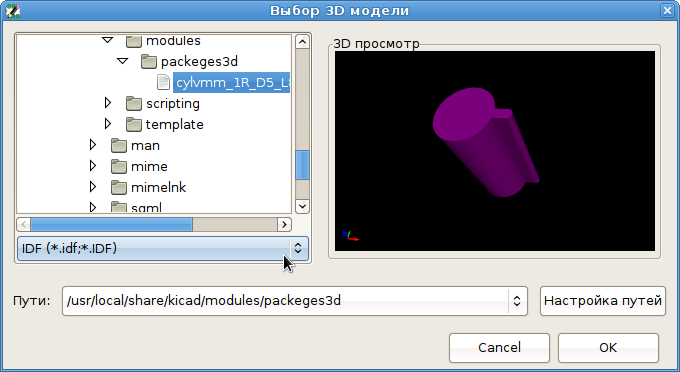 Выбор 3D модели
modules
packeges3d
cylvmm_1R_D5_L
scripting
template
man
mime
mimelnk
sgml
IDF (*.idf;*.IDF)
3D просмотр
Пути:
/usr/local/share/kicad/modules/packeges3d
Настройка путей
Cancel
OK